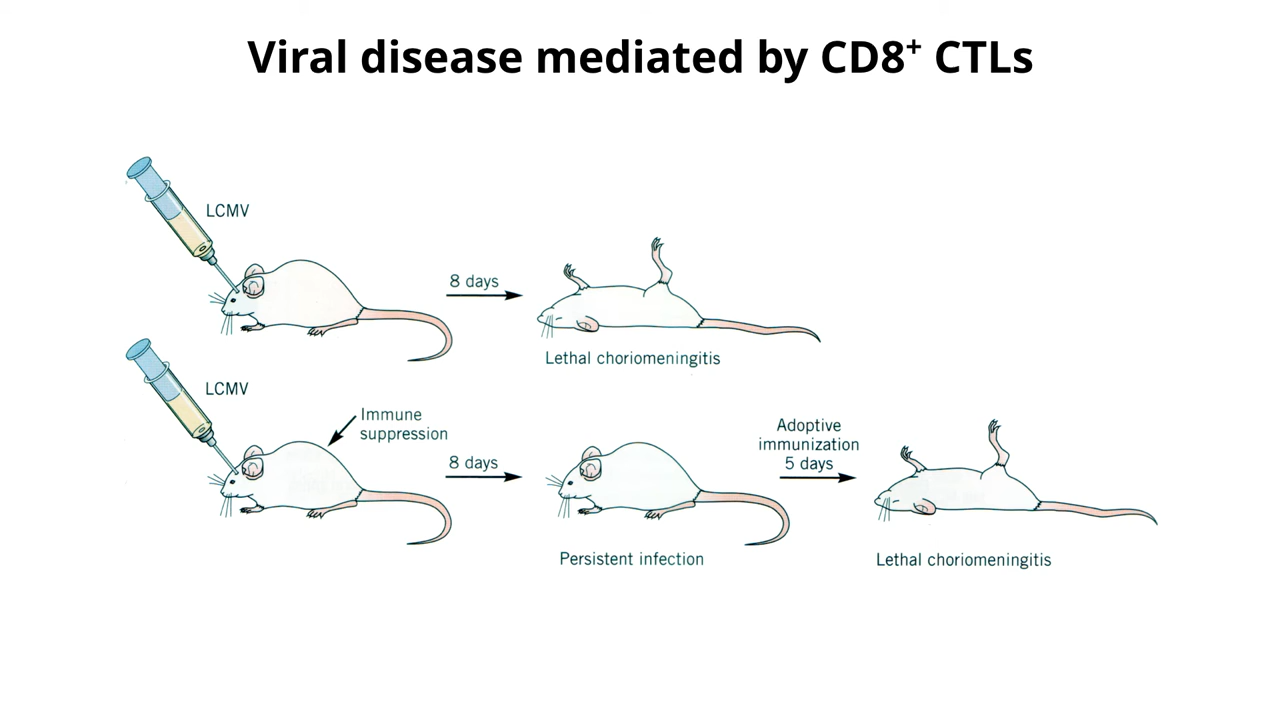 Viral disease mediated by CD8⁺ CTLs
LCMV
8 days
Lethal choriomeningitis
LCMV
Immune
suppression
8 days
Persistent infection
Adoptive
immunization
5 days
Lethal choriomeningitis